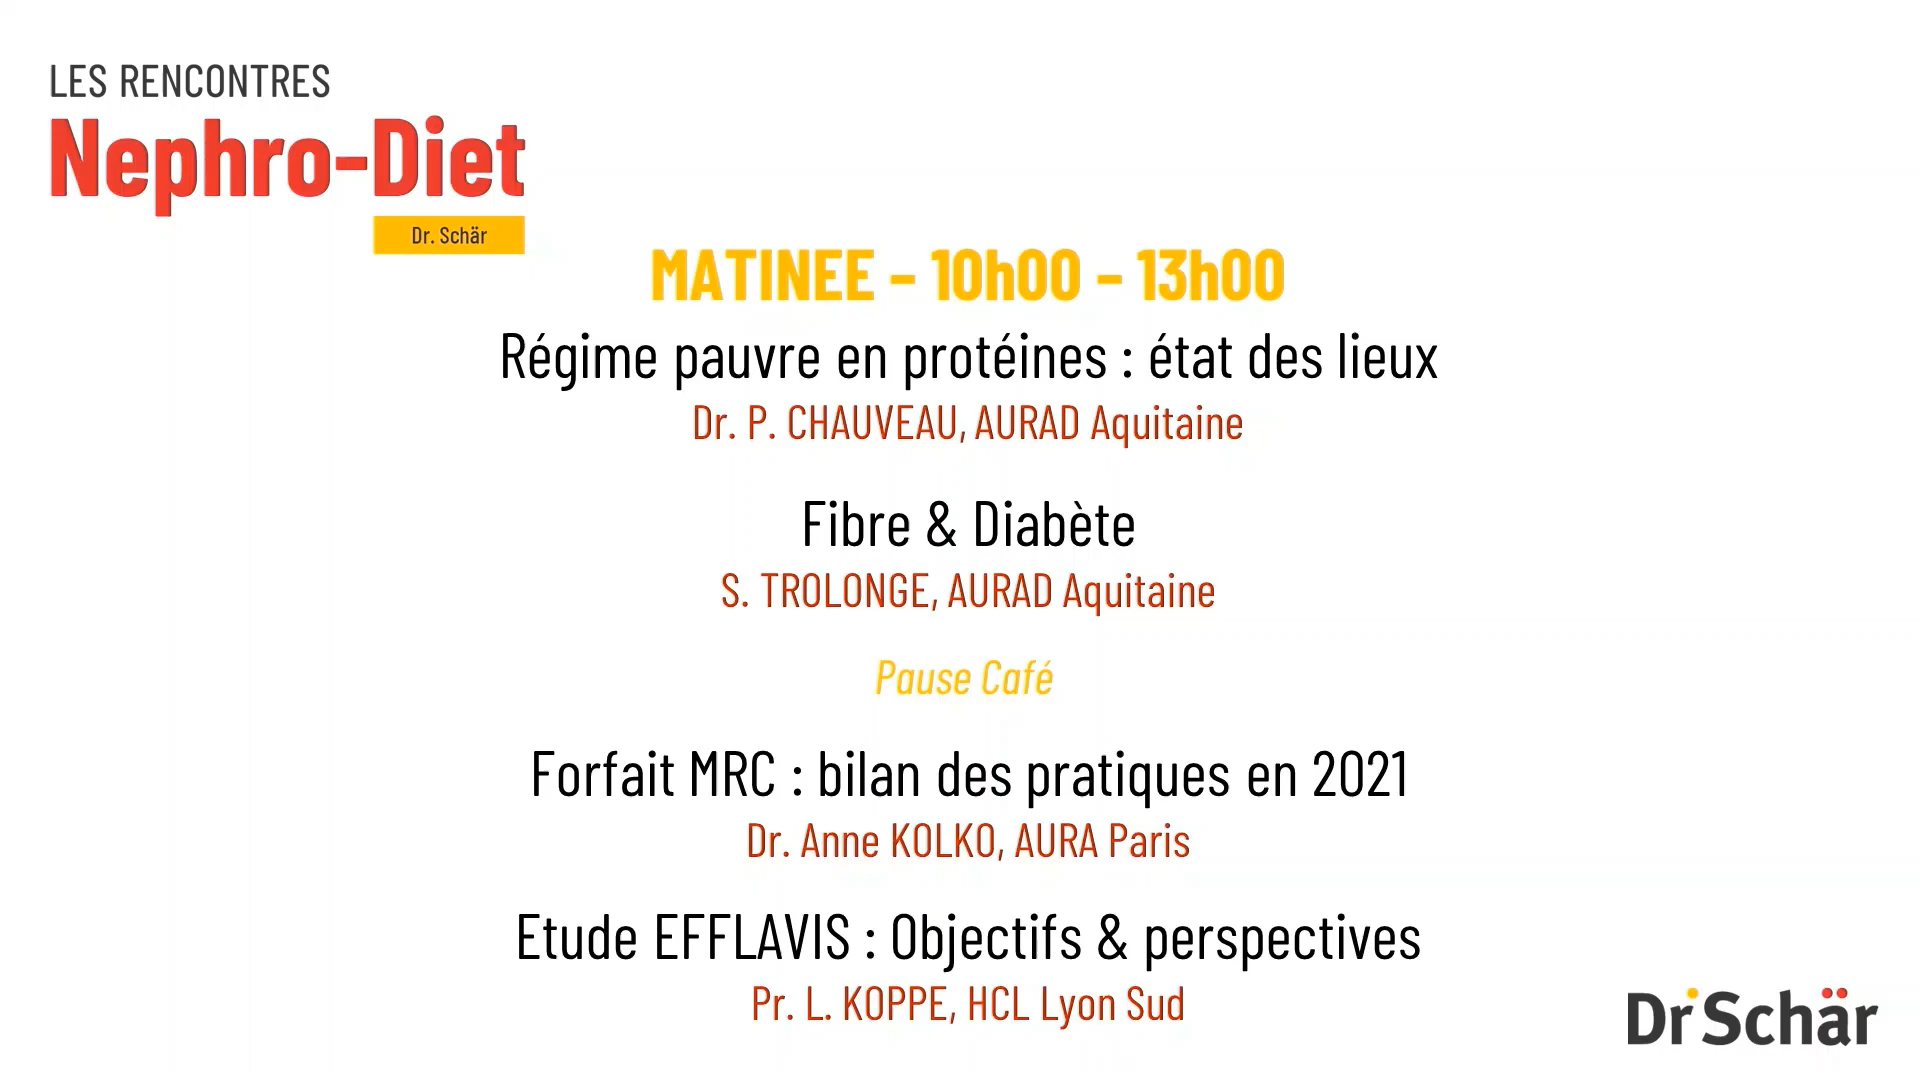 LES RENCONTRES
Nephro-Diet
Dr. Schär
MATINEE – 10h00 – 13h00
Régime pauvre en protéines : état des lieux
Dr. P. CHAUVEAU, AURAD Aquitaine
Fibre & Diabète
S. TROLONGE, AURAD Aquitaine
Pause Café
Forfait MRC : bilan des pratiques en 2021
Dr. Anne KOLKO, AURA Paris
Etude EFFLAVIS : Objectifs & perspectives
Pr. L. KOPPE, HCL Lyon Sud
Dr Schär